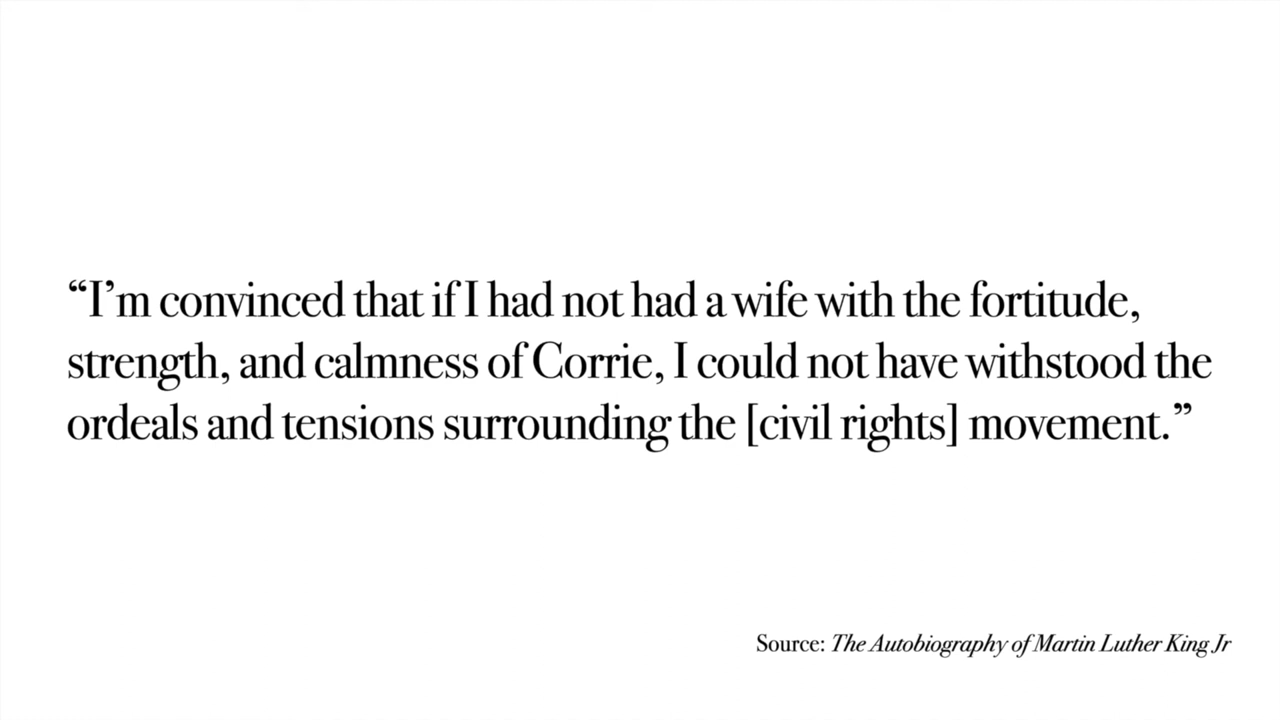 “I’m convinced that if I had not had a wife with the fortitude,
strength, and calmness of Corrie, I could not have withstood the
ordeals and tensions surrounding the [civil rights] movement.”
Source: The Autobiography of Martin Luther King Jr